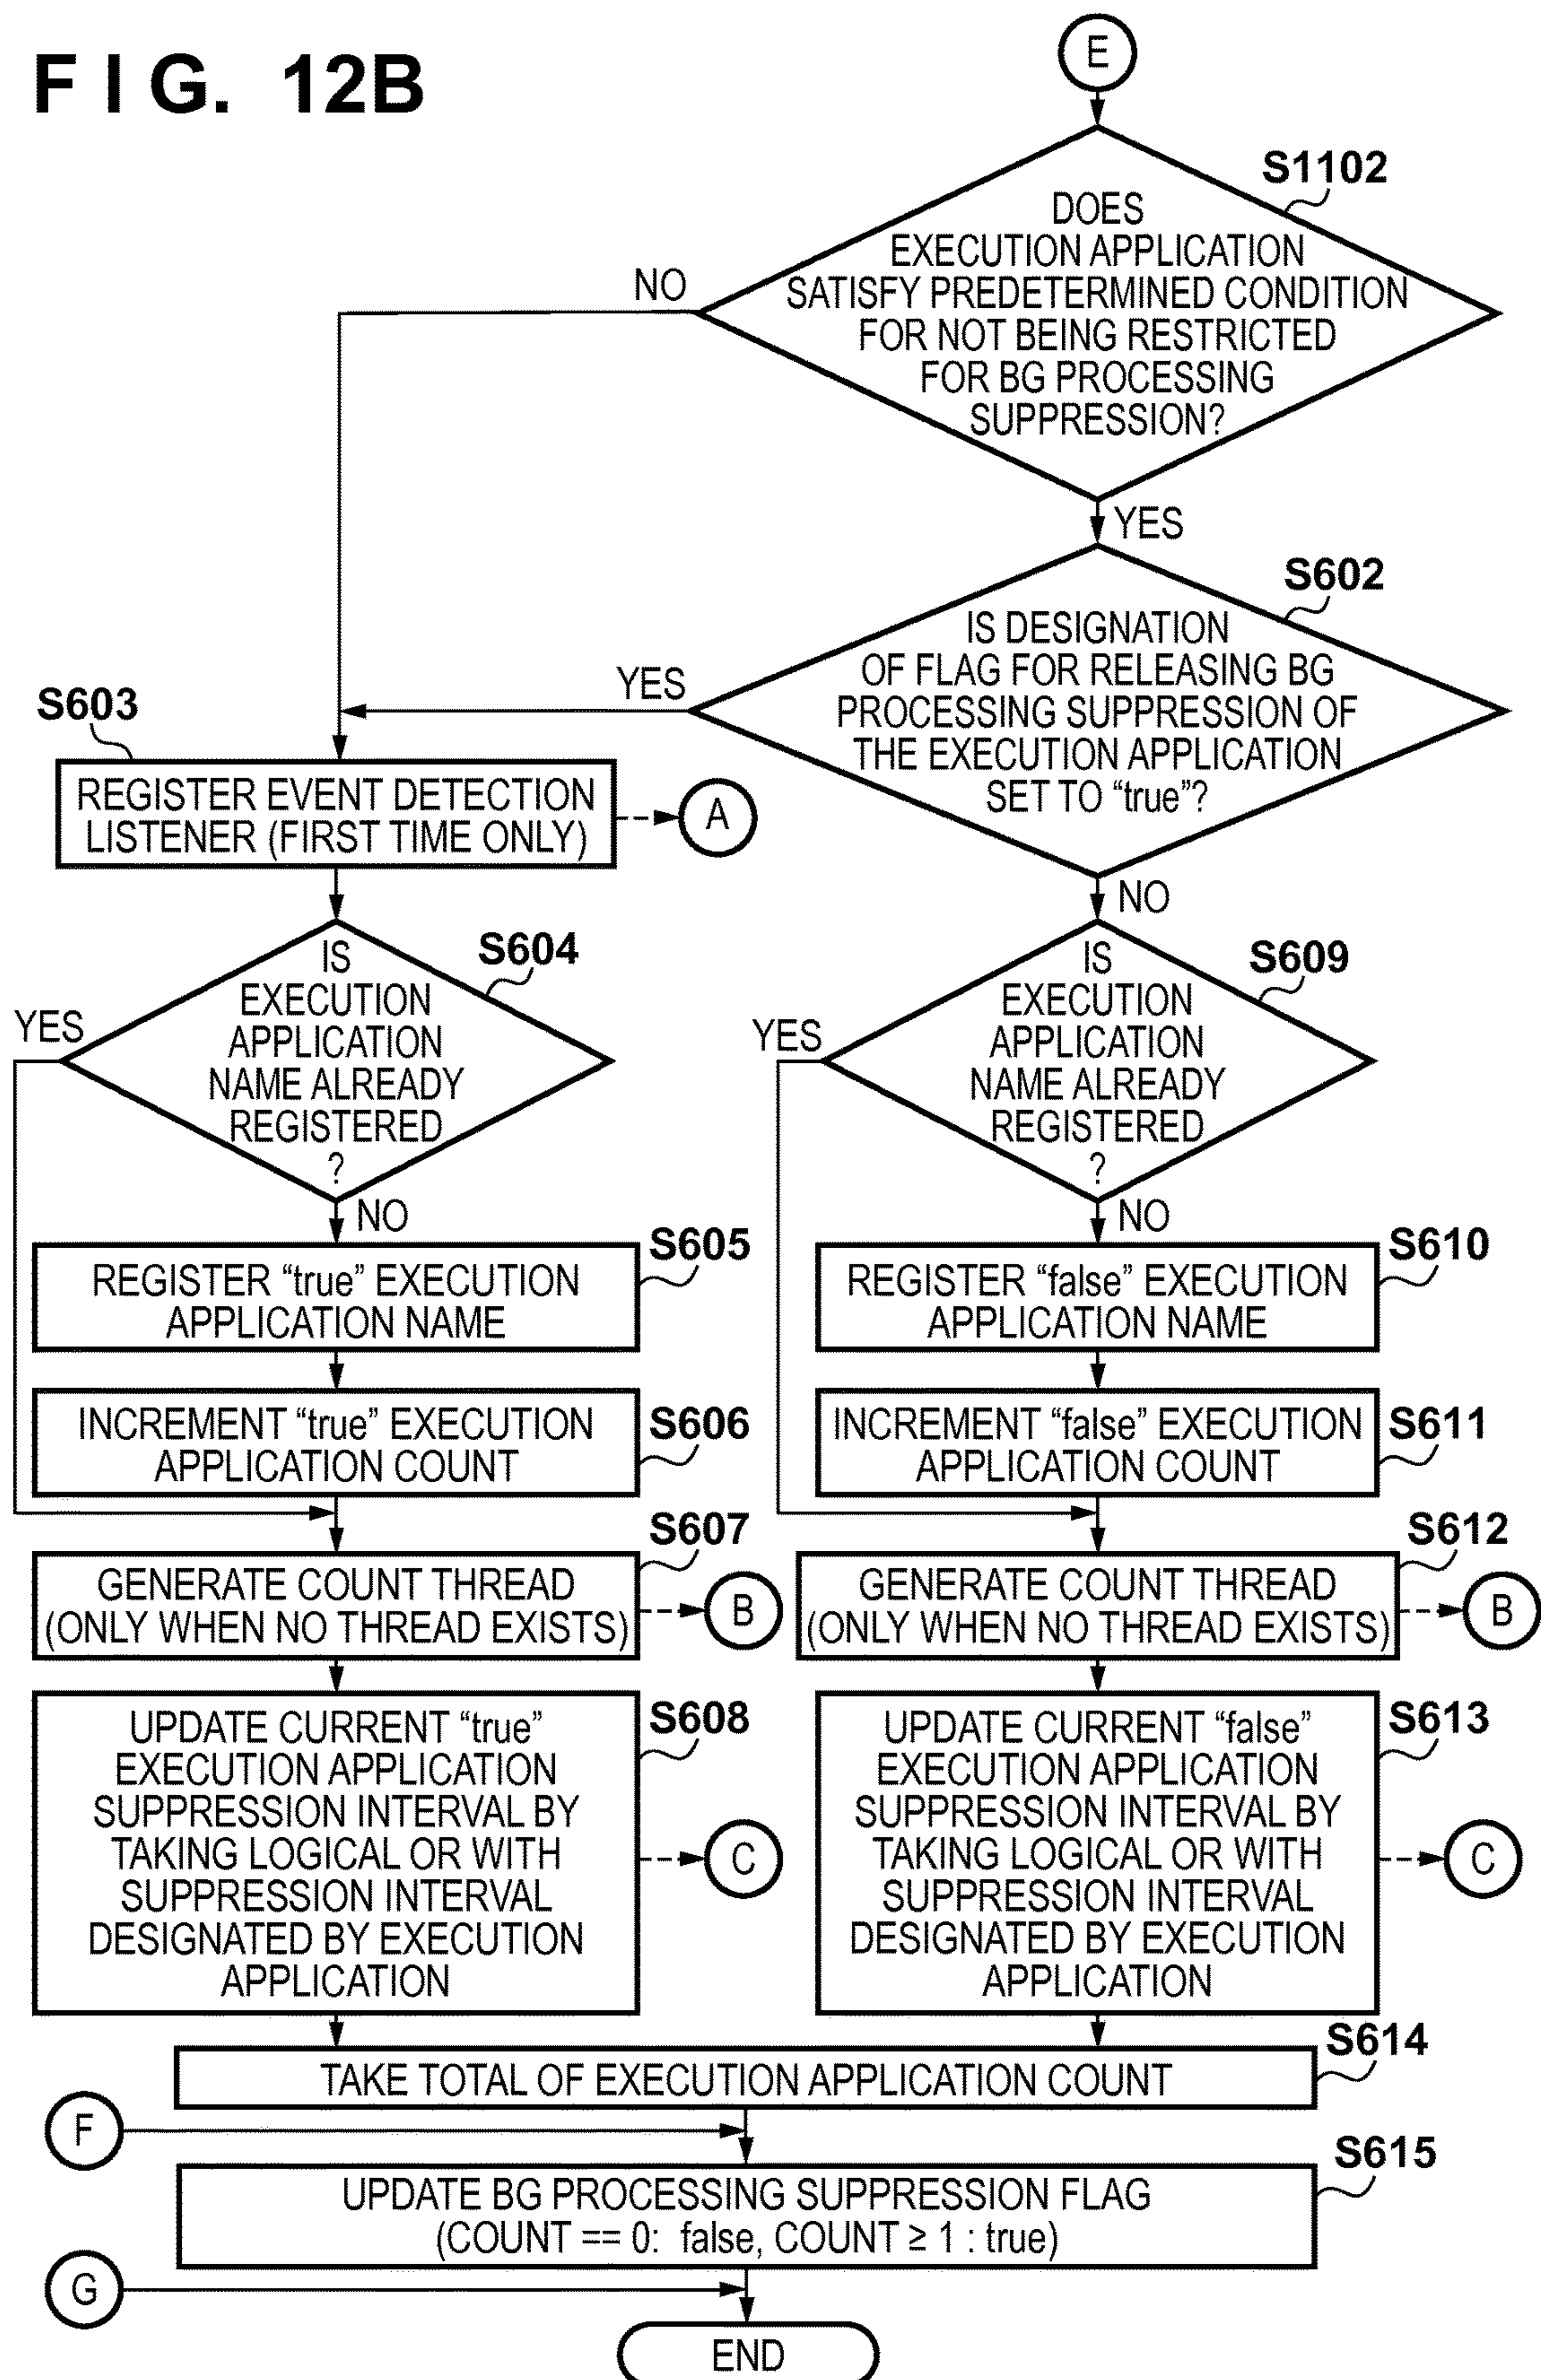 FIG. 12B
E
S1102
DOES
EXECUTION APPLICATION
SATISFY PREDETERMINED CONDITION
FOR NOT BEING RESTRICTED
FOR BG PROCESSING
SUPPRESSION?
NO
YES
S602
IS DESIGNATION
OF FLAG FOR RELEASING BG
PROCESSING SUPPRESSION OF
THE EXECUTION APPLICATION
SET TO “true”?
YES
NO
S603
REGISTER EVENT DETECTION
LISTENER (FIRST TIME ONLY)
A
S604
IS
EXECUTION
APPLICATION
NAME ALREADY
REGISTERED
?
YES
NO
S605
REGISTER “true” EXECUTION
APPLICATION NAME
S606
INCREMENT “true” EXECUTION
APPLICATION COUNT
S607
GENERATE COUNT THREAD
(ONLY WHEN NO THREAD EXISTS)
B
S608
UPDATE CURRENT “true”
EXECUTION APPLICATION
SUPPRESSION INTERVAL BY
TAKING LOGICAL OR WITH
SUPPRESSION INTERVAL
DESIGNATED BY EXECUTION
APPLICATION
C
S609
IS
EXECUTION
APPLICATION
NAME ALREADY
REGISTERED
?
YES
NO
S610
REGISTER “false” EXECUTION
APPLICATION NAME
S611
INCREMENT “false” EXECUTION
APPLICATION COUNT
S612
GENERATE COUNT THREAD
(ONLY WHEN NO THREAD EXISTS)
B
S613
UPDATE CURRENT “false”
EXECUTION APPLICATION
SUPPRESSION INTERVAL BY
TAKING LOGICAL OR WITH
SUPPRESSION INTERVAL
DESIGNATED BY EXECUTION
APPLICATION
C
S614
TAKE TOTAL OF EXECUTION APPLICATION COUNT
F
S615
UPDATE BG PROCESSING SUPPRESSION FLAG
(COUNT == 0: false, COUNT ≥ 1 : true)
G
END